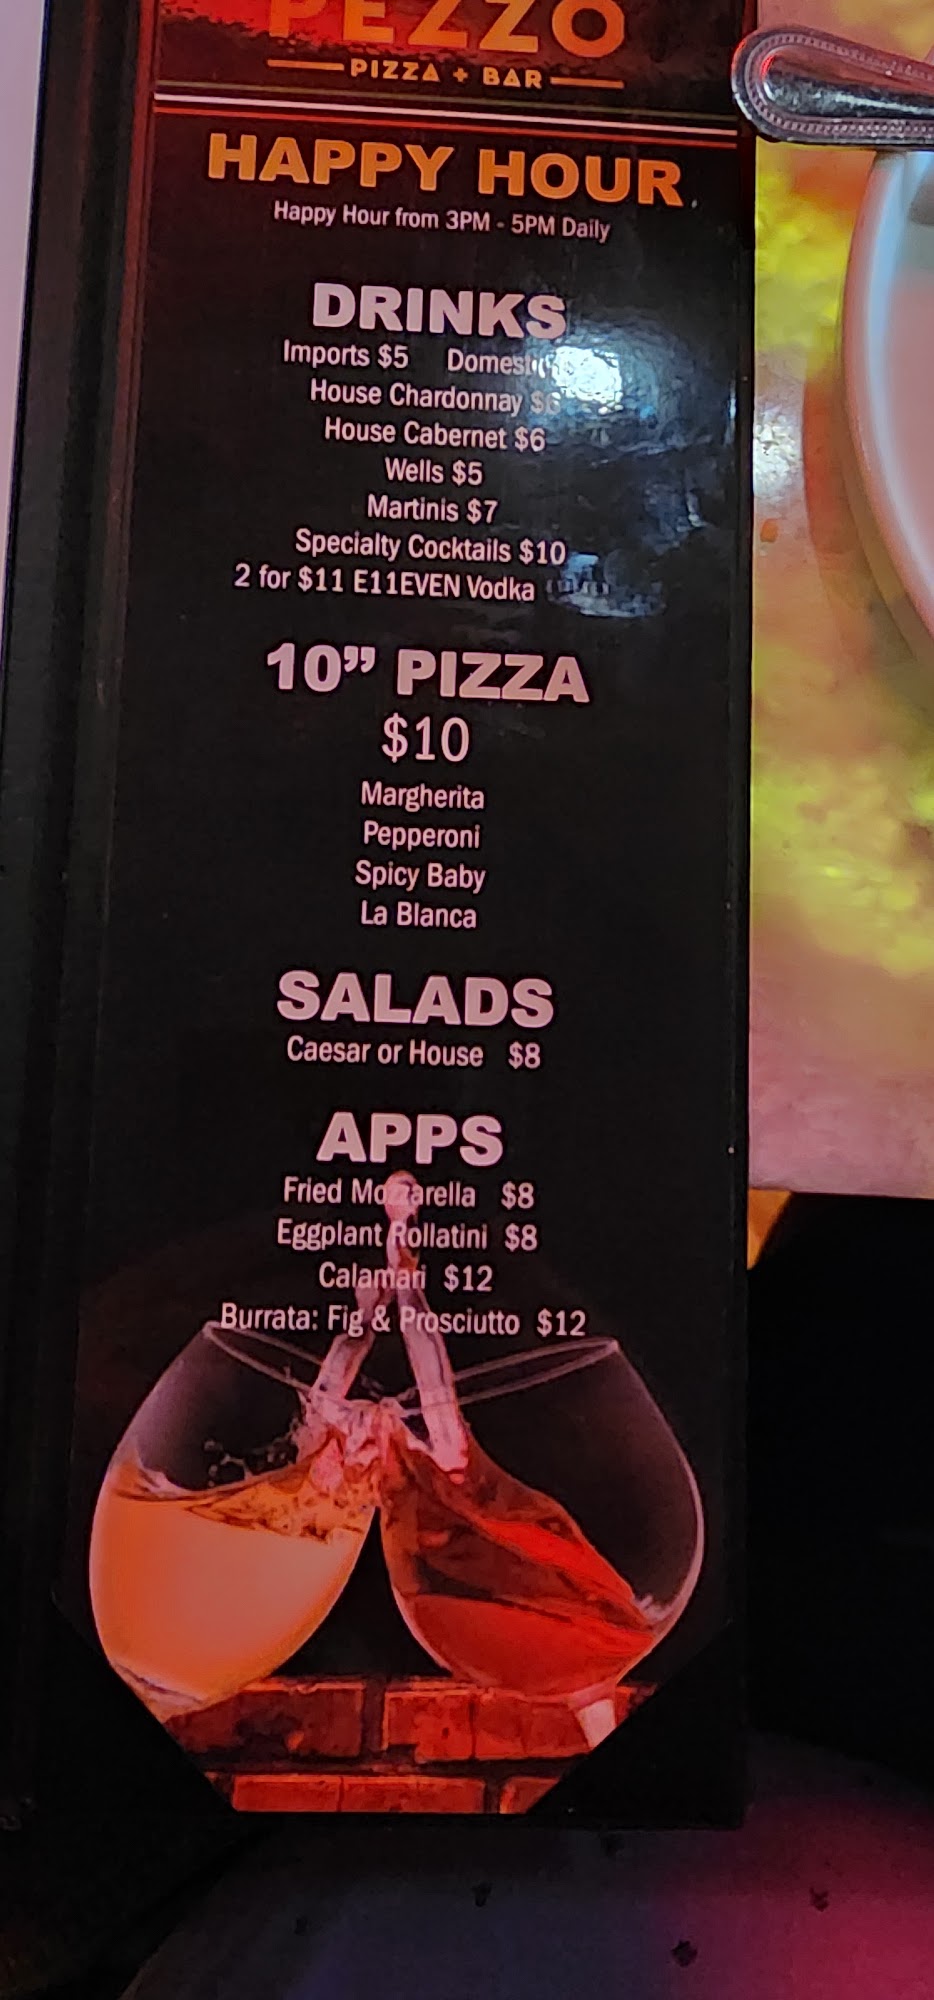 PEZZO
PIZZA + BAR
HAPPY HOUR
Happy Hour from 3PM - 5PM Daily
DRINKS
Imports $5
House Chardonnay $6
House Cabernet $6
Wells $5
Martinis $7
Specialty Cocktails $10
2 for $11 E11EVEN Vodka
10" PIZZA
$10
Margherita
Pepperoni
Spicy Baby
La Blanca
SALADS
Caesar or House $8
APPS
Fried Mozzarella $8
Eggplant Rollatini $8
Calamari $12
Burrata: Fig & Prosciutto $12